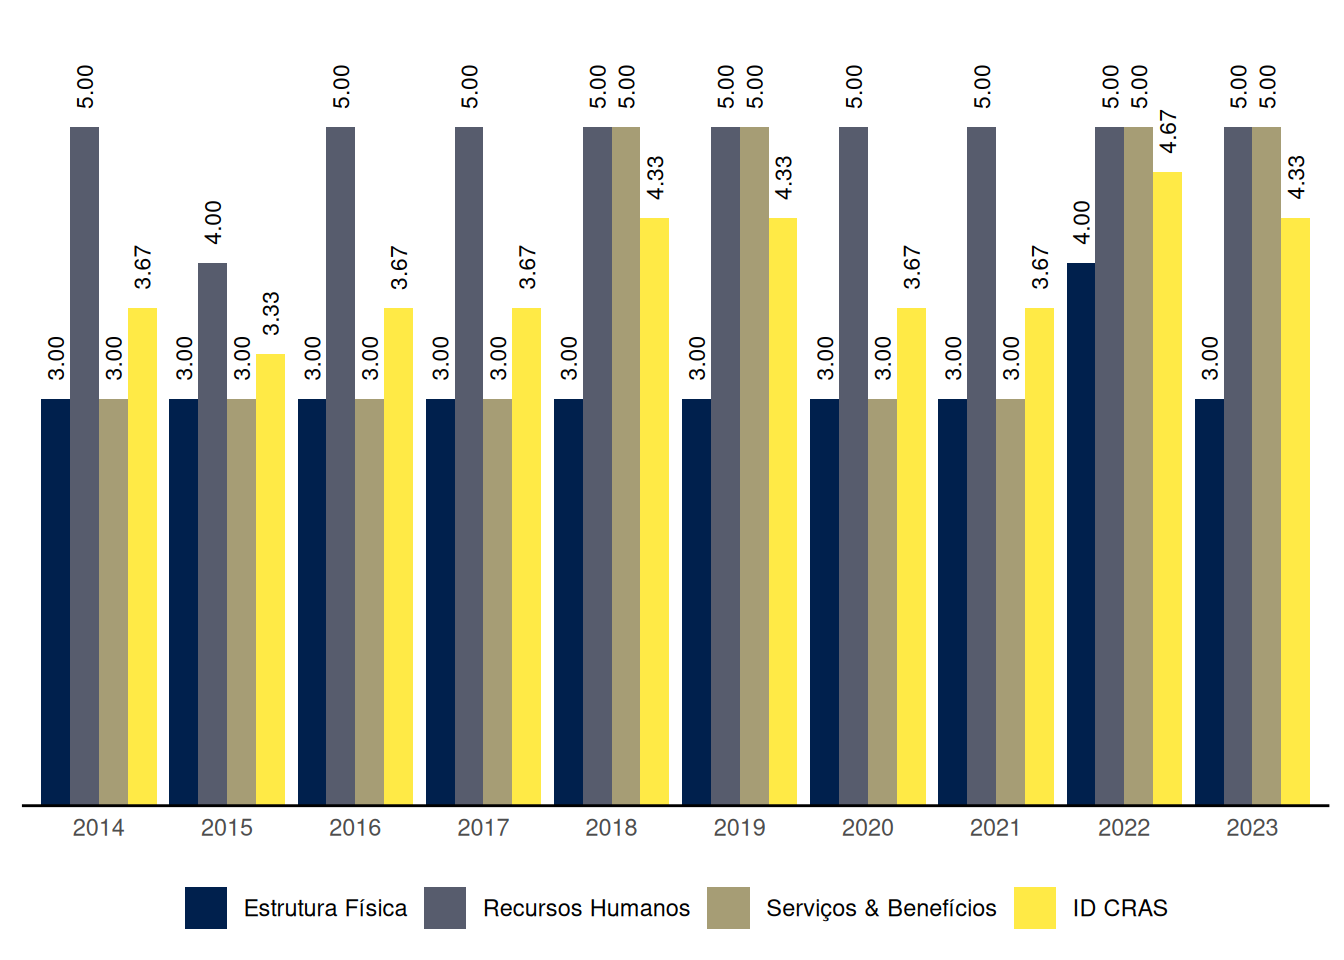 5.00 5.00 5.00 5.00 5.00 5.00 5.00 5.00 5.00 5.00 5.00 5.00 5.00
4.67
4.33 4.33 4.33
4.00 4.00
3.67 3.67 3.67 3.67 3.67
3.33
3.00 3.00 3.00 3.00 3.00 3.00 3.00 3.00 3.00 3.00 3.00 3.00 3.00 3.00 3.00
2014 2015 2016 2017 2018 2019 2020 2021 2022 2023
Estrutura Física Recursos Humanos Serviços & Benefícios ID CRAS